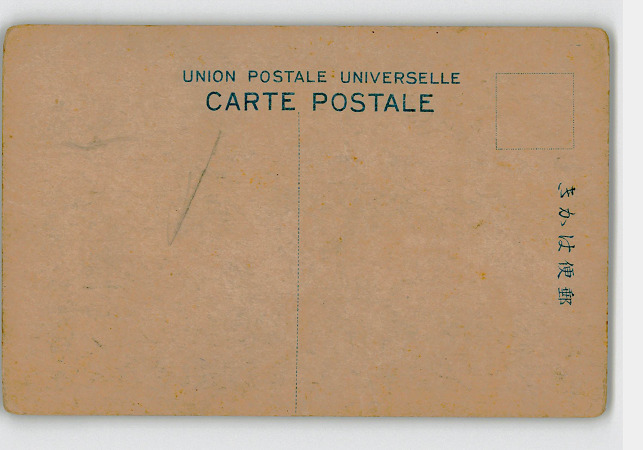 UNION POSTALE UNIVERSELLE
CARTE POSTALE
郵便はかき